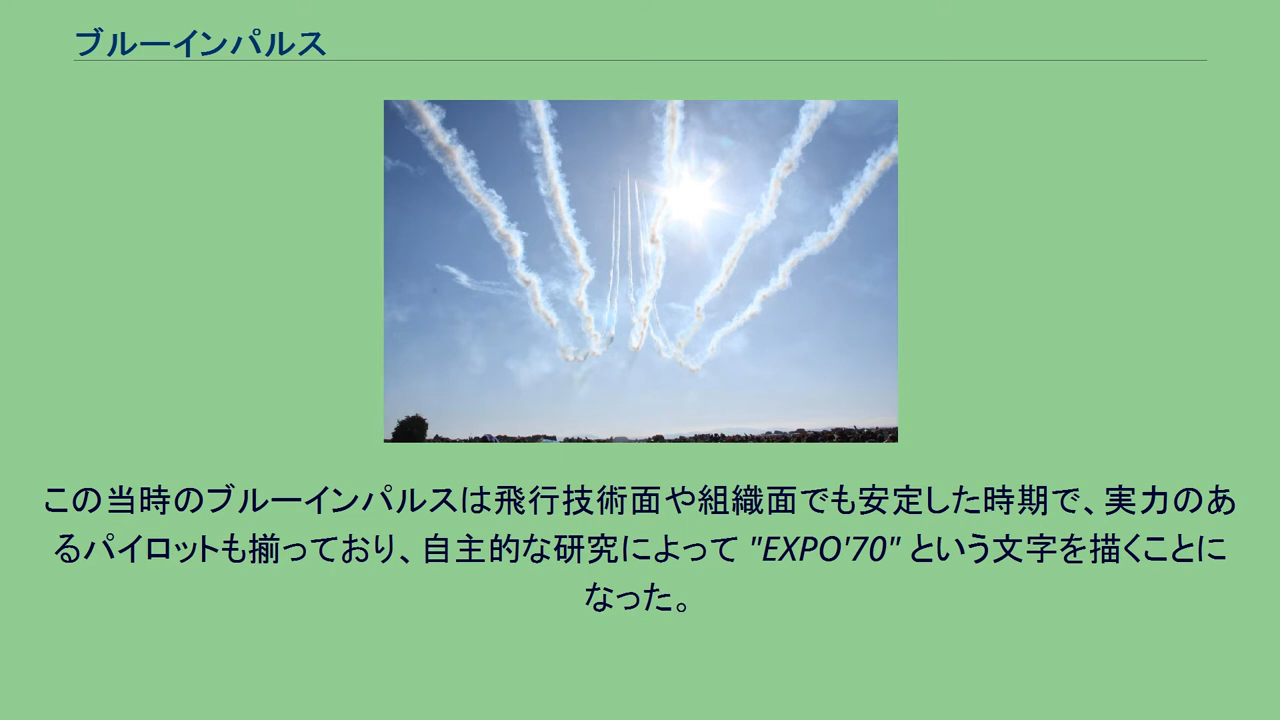 ブルーインパルス
この当時のブルーインパルスは飛行技術面や組織面でも安定した時期で、実力のあ
るパイロットも揃っており、自主的な研究によって "EXPO'70" という文字を描くことに
なった。